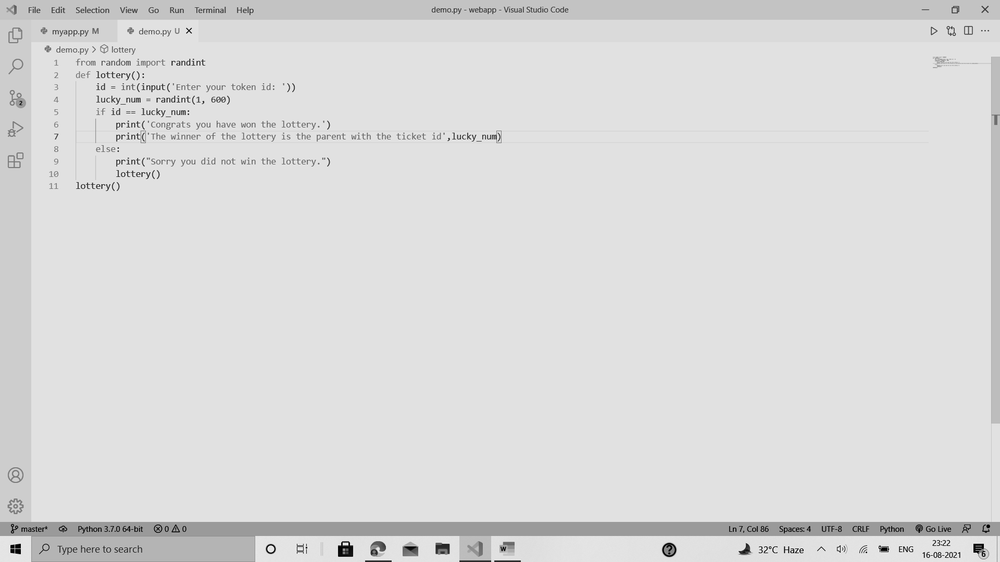 File Edit Selection View Go Run Terminal Help demo.py - webapp - Visual Studio Code
myapp.py M demo.py U
demo.py > lottery
1 from random import randint
2 def lottery():
3     id = int(input('Enter your token id: '))
4     lucky_num = randint(1, 600)
5     if id == lucky_num:
6         print('Congrats you have won the lottery.')
7         print('The winner of the lottery is the parent with the ticket id',lucky_num)
8     else:
9         print("Sorry you did not win the lottery.")
10         lottery()
11 lottery()
2
master* Python 3.7.0 64-bit 0 0 Ln 7, Col 86 Spaces: 4 UTF-8 CRLF Python Go Live
Type here to search 32°C Haze ENG 23:22
16-08-2021 6